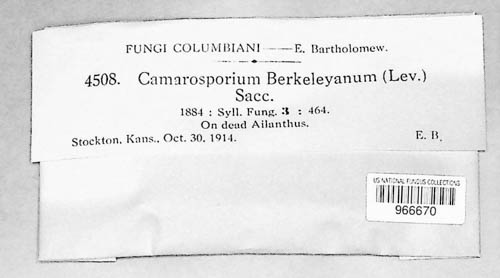 FUNGI COLUMBIANI — E. Bartholomew.
4508. Camarosporium Berkeleyanum (Lev.)
Sacc.
1884 : Syll. Fung. 3 : 464.
On dead Ailanthus.
Stockton, Kans., Oct. 30, 1914. E. B.
US NATIONAL FUNGUS COLLECTIONS
966670